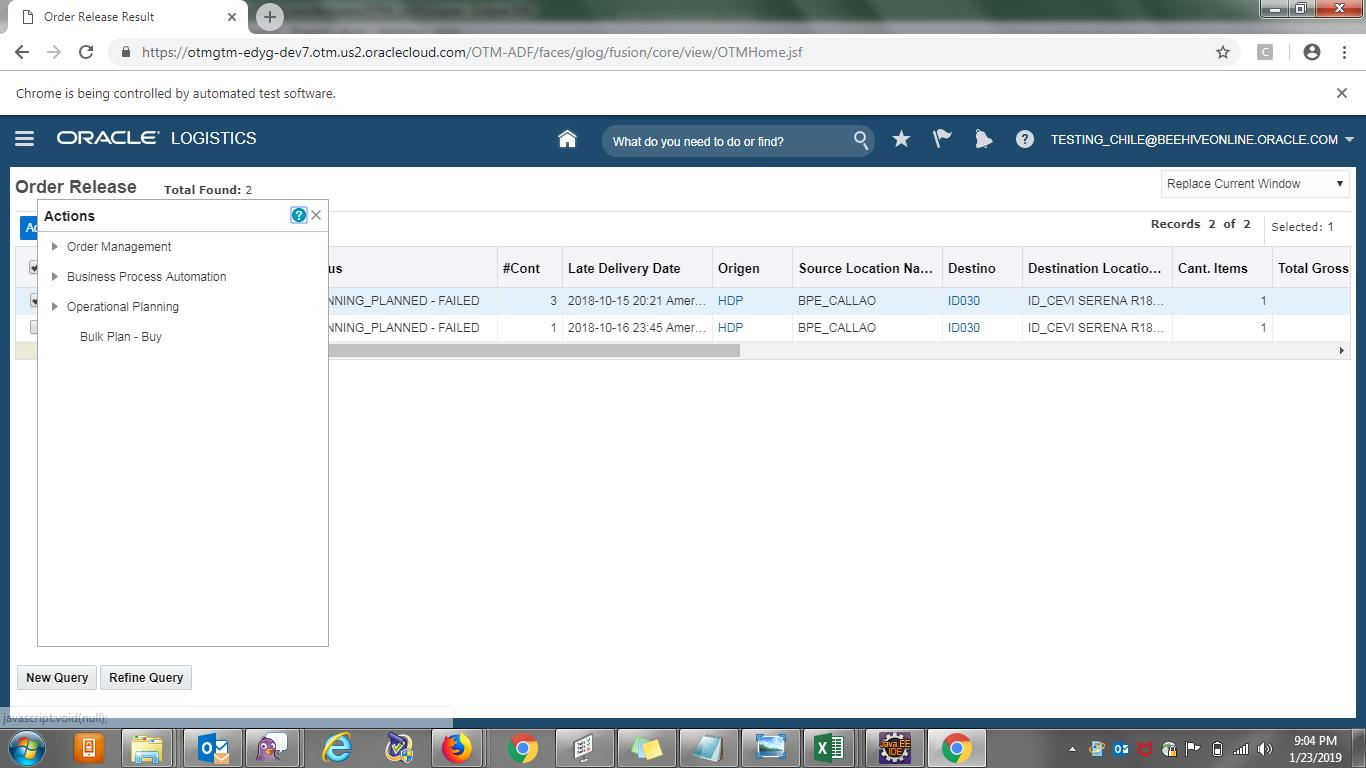 Order Release Result
https://otmgtm-edyg-dev7.otm.us2.oraclecloud.com/OTM-ADF/faces/glog/fusion/core/view/OTMHome.jsf
C
Chrome is being controlled by automated test software.
ORACLE LOGISTICS
What do you need to do or find?
TESTING_CHILE@BEEHIVEONLINE.ORACLE.COM
Order Release Total Found: 2
Replace Current Window
Records 2 of 2 Selected: 1
Actions
Order Management
Business Process Automation
Operational Planning
Bulk Plan - Buy
#Cont Late Delivery Date Origen Source Location Na... Destino Destination Locatio... Cant. Items Total Gross
NNING_PLANNED - FAILED 3 2018-10-15 20:21 Amer... HDP BPE_CALLAO ID030 ID_CEVI SERENA R18... 1
NNING_PLANNED - FAILED 1 2018-10-16 23:45 Amer... HDP BPE_CALLAO ID030 ID_CEVI SERENA R18... 1
New Query Refine Query
javascript:void(null);
Java EE
IDE
9:04 PM
1/23/2019